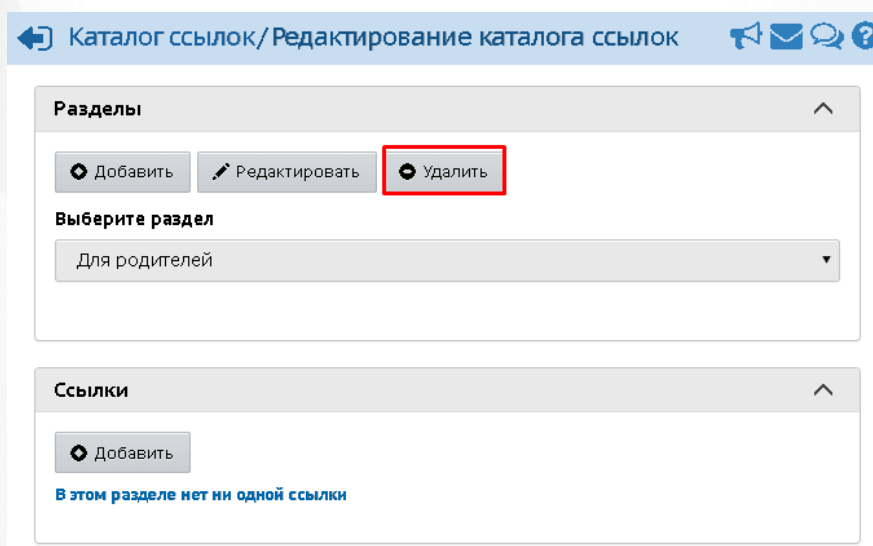 Каталог ссылок/Редактирование каталога ссылок
Разделы
Добавить Редактировать Удалить
Выберите раздел
Для родителей
Ссылки
Добавить
В этом разделе нет ни одной ссылки